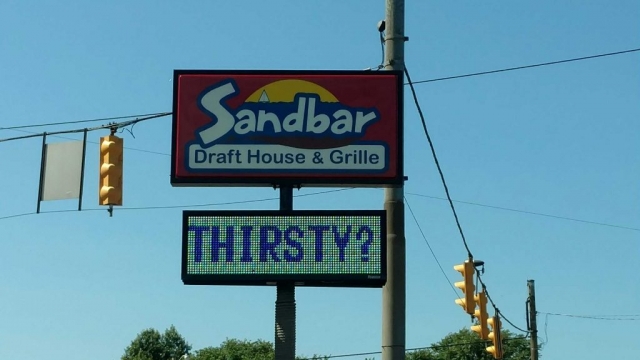 Sandbar
Draft House & Grille
THIRSTY?